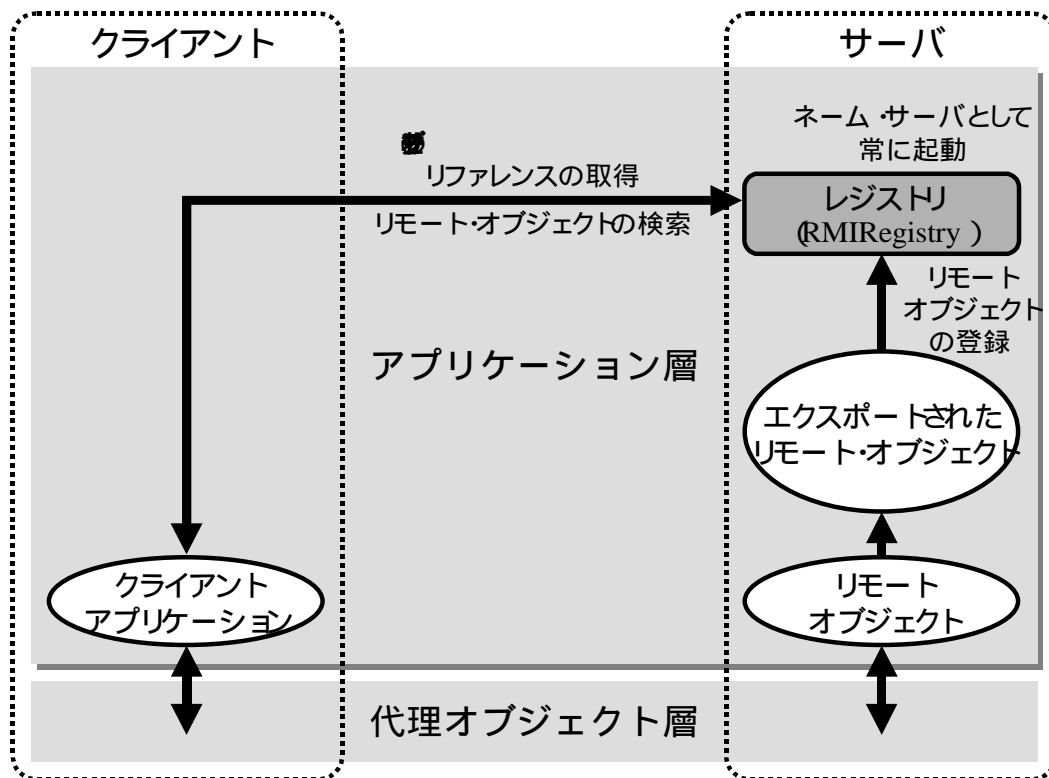 クライアント
サーバ
ネーム・サーバとして
常に起動
リファレンスの取得
リモート・オブジェクトの検索
レジストリ
(RMIRegistry)
リモート
オブジェクト
の登録
アプリケーション層
エクスポートされた
リモート・オブジェクト
クライアント
アプリケーション
リモート
オブジェクト
代理オブジェクト層